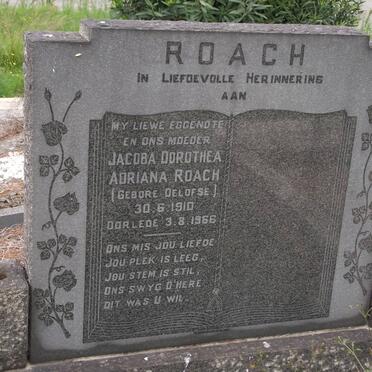 ROACH
IN LIEFDEVOLLE HERINNERING
AAN
MY LIEWE EGGENOTE
EN ONS MOEDER
JACOBA DOROTHEA
ADRIANA ROACH
(GEBORE OELOFSE)
30.6.1910
OORLEDE 3.8.1966
ONS MIS JOU LIEFDE
JOU PLEK IS LEEG,
JOU STEM IS STIL,
ONS SWYG O'HERE
DIT WAS U WIL.